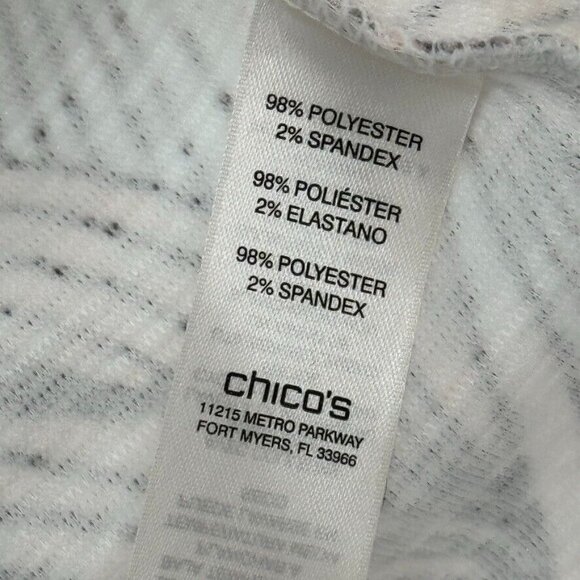 98% POLYESTER
2% SPANDEX
98% POLIÉSTER
2% ELASTANO
98% POLYESTER
2% SPANDEX
chico's
11215 METRO PARKWAY
FORT MYERS, FL 33966